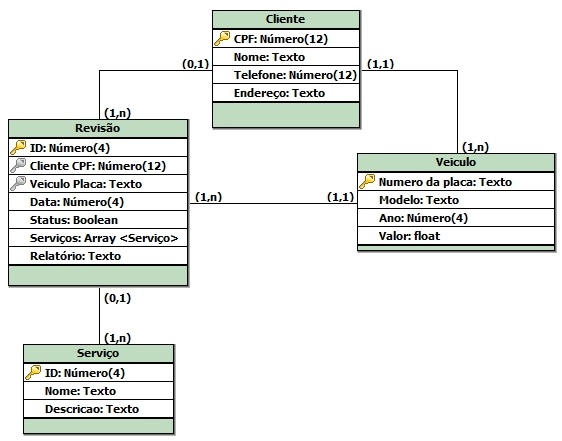 Cliente
CPF: Número(12)
Nome: Texto
Telefone: Número(12)
Endereço: Texto
(0,1)
(1,1)
(1,n)
Revisão
ID: Número(4)
Cliente CPF: Número(12)
Veiculo Placa: Texto
Data: Número(4)
Status: Boolean
Serviços: Array <Serviço>
Relatório: Texto
(1,n)
(1,1)
(1,n)
Veiculo
Numero da placa: Texto
Modelo: Texto
Ano: Número(4)
Valor: float
(0,1)
(1,n)
Serviço
ID: Número(4)
Nome: Texto
Descricao: Texto